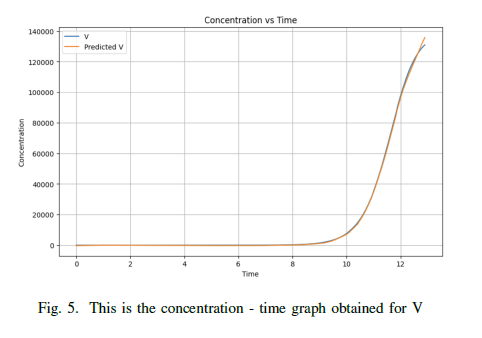 Concentration vs Time
V
Predicted V
140000
120000
100000
80000
60000
40000
20000
0
Concentration
0 2 4 6 8 10 12
Time
Fig. 5. This is the concentration - time graph obtained for V